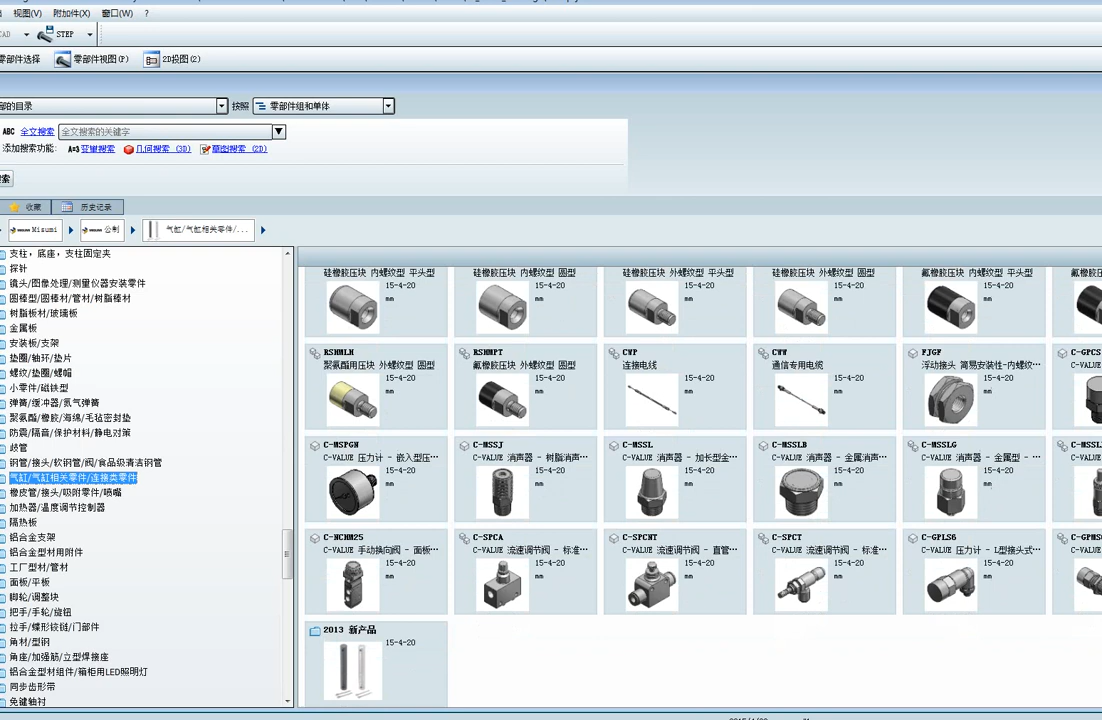 视图(V) 附加件(X) 窗口(W) ?
CAD STEP
零部件选择 零部件视图(P) 2D投图(2)
部的目录 按照 零部件组和单体
ABC 全文搜索 全文搜索的关键字
添加搜索功能: A=3 变量搜索 几何搜索 (3D) 草图搜索 (2D)
搜索
收藏 历史记录
Misumi 公制 气缸/气缸相关零件/...
支柱，底座，支柱固定夹
探针
镜头/图像处理/测量仪器安装零件
圆棒型/圆棒材/管材/树脂棒材
树脂板材/玻璃板
金属板
安装板/支架
垫圈/轴环/垫片
螺纹/垫圈/螺帽
小零件/磁铁型
弹簧/缓冲器/氮气弹簧
聚氨酯/橡胶/海绵/毛毡密封垫
防震/隔音/保护材料/静电对策
歧管
钢管/接头/软钢管/阀/食品级清洁钢管
气缸/气缸相关零件/连接类零件
橡皮管/接头/吸附零件/喷嘴
加热器/温度调节控制器
隔热板
铝合金支架
铝合金型材用附件
工厂型材/管材
面板/平板
脚轮/调整块
把手/手轮/旋钮
拉手/蝶形铰链/门部件
角材/型钢
角座/加强筋/立型焊接座
铝合金型材组件/箱柜用LED照明灯
同步齿形带
免键轴衬
硅橡胶压块 内螺纹型 平头型
15-4-20
mm
硅橡胶压块 内螺纹型 圆型
15-4-20
mm
硅橡胶压块 外螺纹型 平头型
15-4-20
mm
硅橡胶压块 外螺纹型 圆型
15-4-20
mm
氟橡胶压块 内螺纹型 平头型
15-4-20
mm
氟橡胶
RSHMLH
聚氨酯用压块 外螺纹型 圆型
15-4-20
mm
RSHMPT
氟橡胶压块 外螺纹型 圆型
15-4-20
mm
CWP
连接电线
15-4-20
mm
CWW
通信专用电缆
15-4-20
mm
FJGF
浮动接头 简易安装性-内螺纹…
15-4-20
mm
C-GPCS
C-VALUE
C-MSPGN
C-VALUE 压力计 - 嵌入型压…
15-4-20
mm
C-MSSJ
C-VALUE 消声器 - 树脂消声…
15-4-20
mm
C-MSSL
C-VALUE 消声器 - 加长型金…
15-4-20
mm
C-MSSLB
C-VALUE 消声器 - 金属消声…
15-4-20
mm
C-MSSLG
C-VALUE 消声器 - 金属型 - …
15-4-20
mm
C-VALUE
C-NCHM25
C-VALUE 手动换向阀 - 面板…
15-4-20
mm
C-SPCA
C-VALUE 流速调节阀 - 标准…
15-4-20
mm
C-SPCNT
C-VALUE 流速调节阀 - 直管…
15-4-20
mm
C-SPCT
C-VALUE 流速调节阀 - 标准…
15-4-20
mm
C-GPLS6
C-VALUE 压力计 - L型接头式…
15-4-20
mm
C-VALUE
2013 新产品
15-4-20